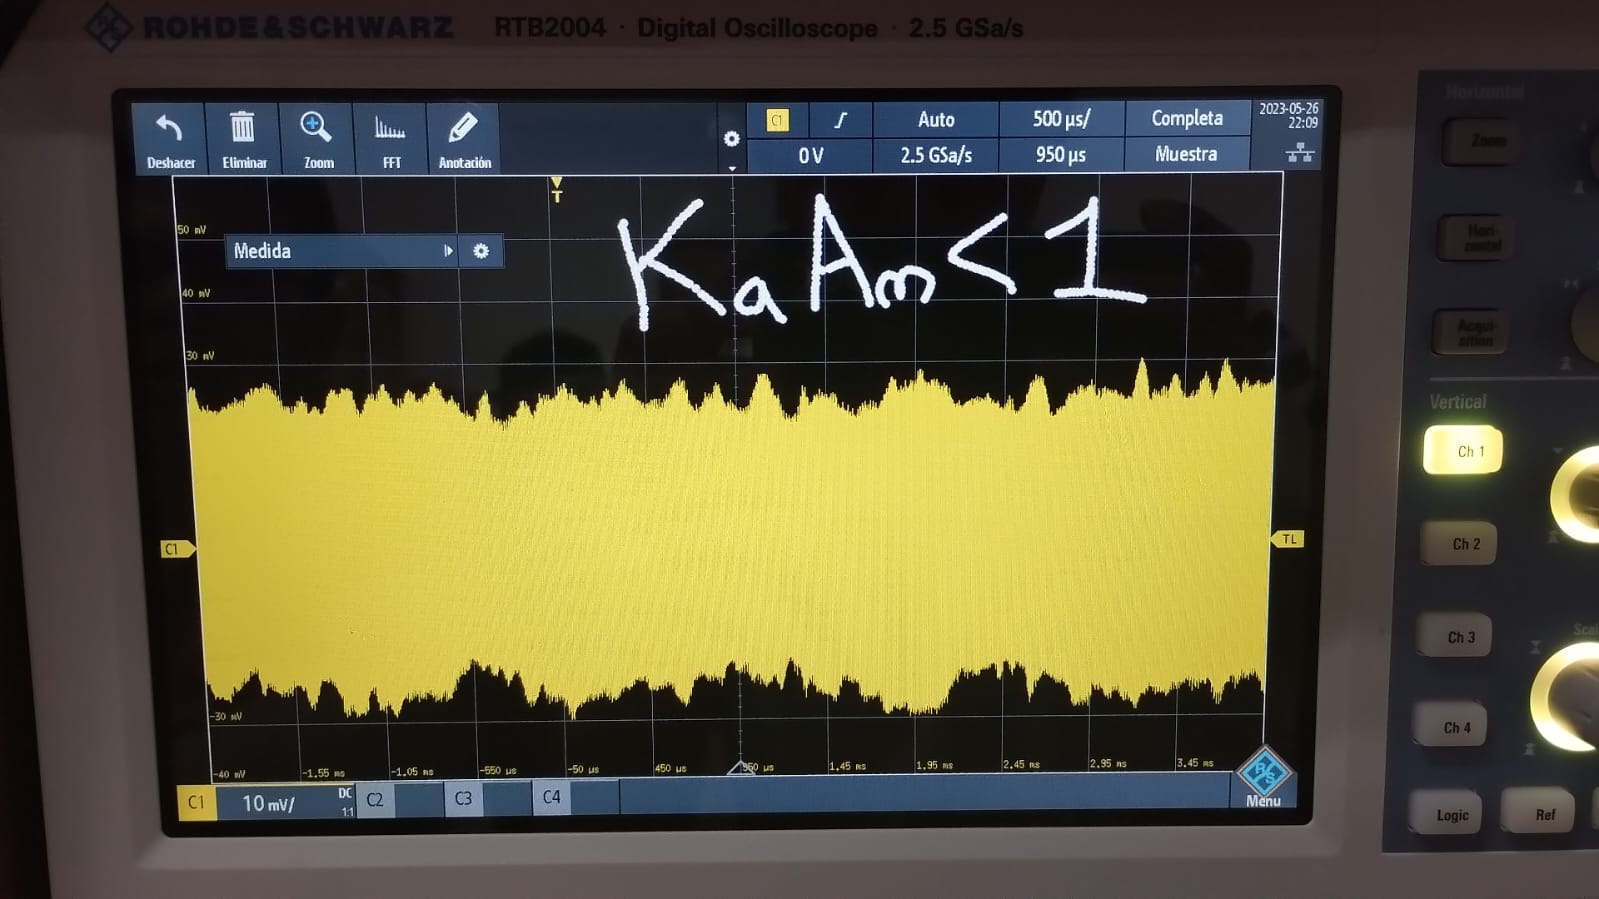 ROHDE&SCHWARZ RTB2004 · Digital Oscilloscope · 2.5 GSa/s
Deshacer Eliminar Zoom FFT Anotación
C1 Auto 500 µs/ Completa
0 V 2.5 GSa/s 950 µs Muestra
2023-05-26
22:09
T
KaAm<1
50 mV
Medida
40 mV
30 mV
C1
TL
-30 mV
-40 mV
-1.55 ms -1.05 ms -550 µs -50 µs 450 µs 950 µs 1.45 ms 1.95 ms 2.45 ms 2.95 ms 3.45 ms
C1 10 mV/ DC 1:1 C2 C3 C4
R&S
Menu
Horizontal
Zoom
Hori-
zontal
Acqui-
sition
Vertical
Ch 1
Ch 2
Ch 3
Ch 4
Logic Ref